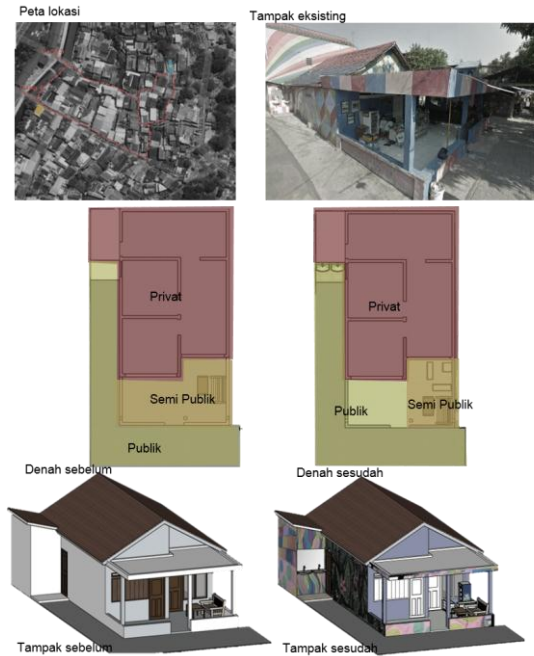 Peta lokasi
Tampak eksisting
Privat
Semi Publik
Publik
Privat
Publik
Semi Publik
Denah sebelum
Denah sesudah
Tampak sebelum
Tampak sesudah